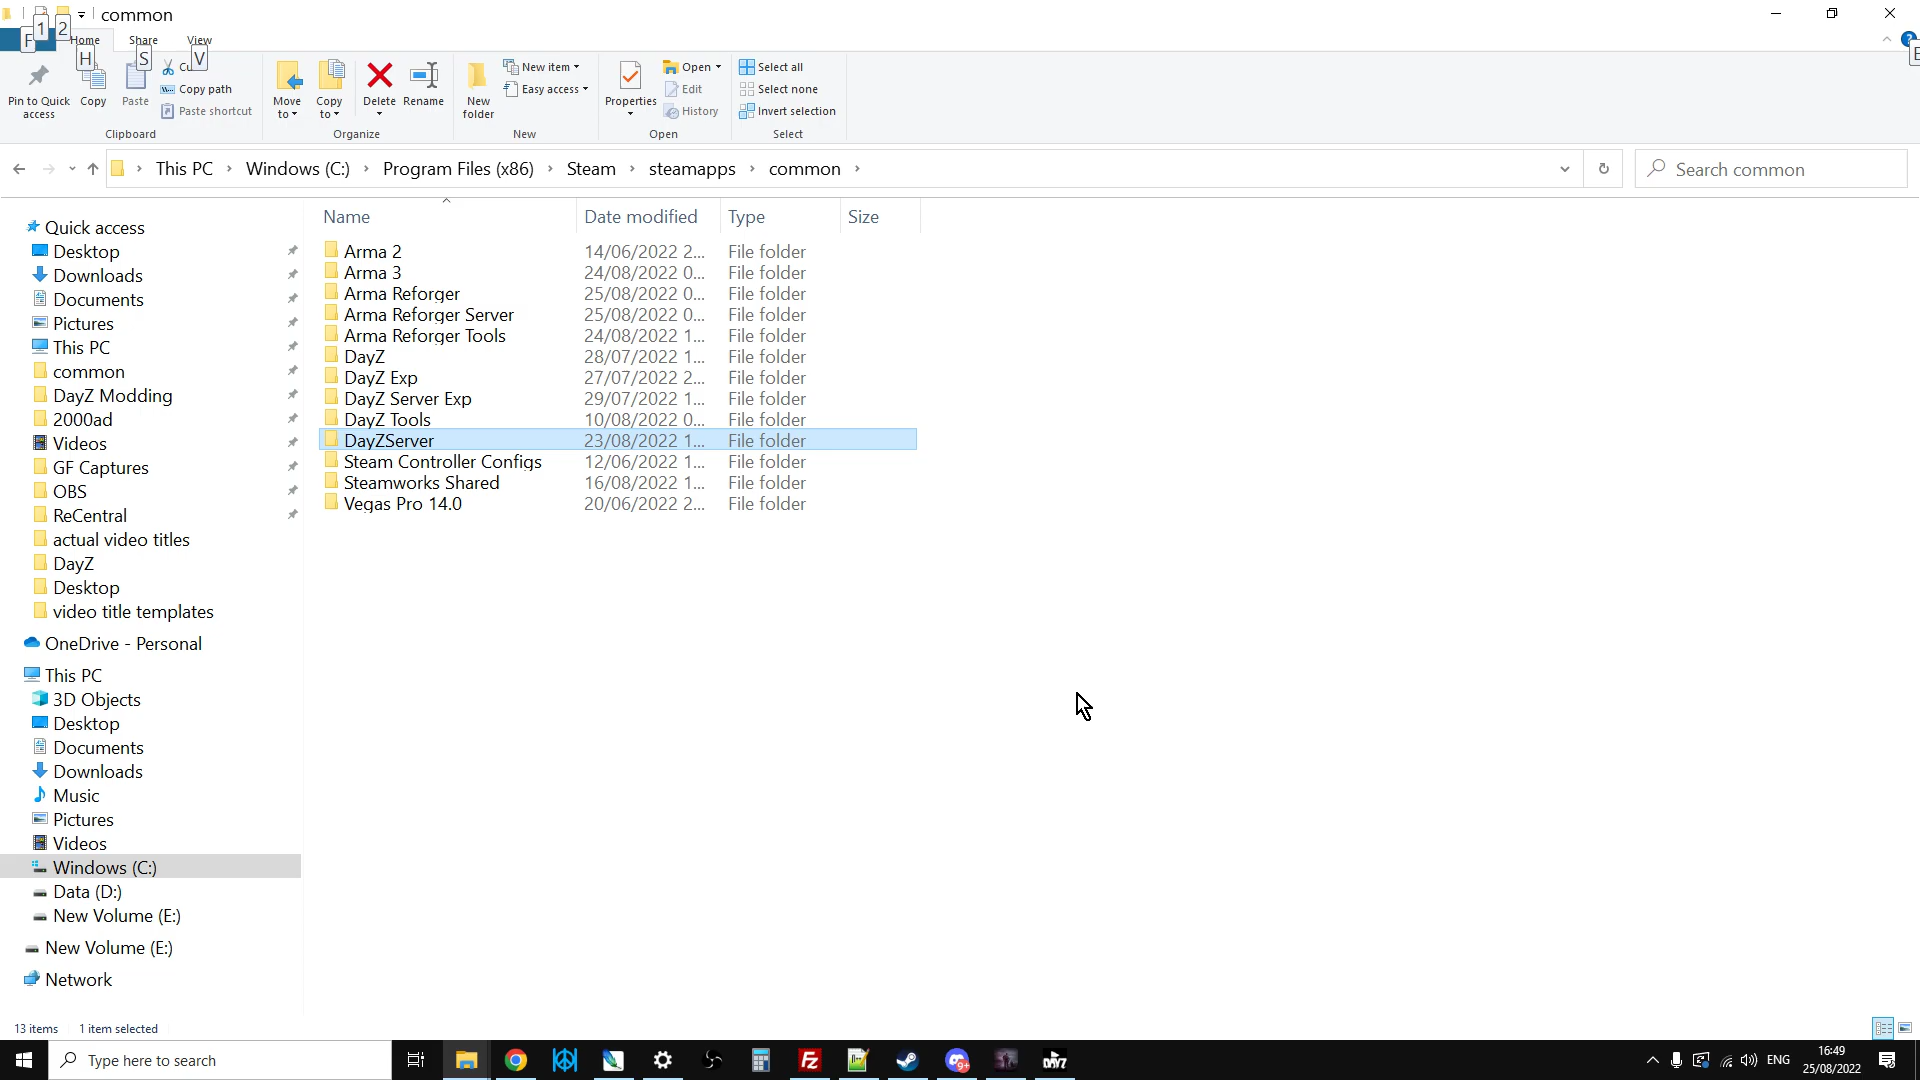 common
1
2
F
Home
Share
View
H
S
V
E
Pin to Quick access
Copy
Paste
Copy path
Paste shortcut
Clipboard
Move to
Copy to
Delete
Rename
Organize
New folder
New item
Easy access
New
Properties
Open
Edit
History
Open
Select all
Select none
Invert selection
Select
This PC
Windows (C:)
Program Files (x86)
Steam
steamapps
common
Search common
Name
Date modified
Type
Size
Arma 2 14/06/2022 2... File folder
Arma 3 24/08/2022 0... File folder
Arma Reforger 25/08/2022 0... File folder
Arma Reforger Server 25/08/2022 0... File folder
Arma Reforger Tools 24/08/2022 1... File folder
DayZ 28/07/2022 1... File folder
DayZ Exp 27/07/2022 2... File folder
DayZ Server Exp 29/07/2022 1... File folder
DayZ Tools 10/08/2022 0... File folder
DayZServer 23/08/2022 1... File folder
Steam Controller Configs 12/06/2022 1... File folder
Steamworks Shared 16/08/2022 1... File folder
Vegas Pro 14.0 20/06/2022 2... File folder
Quick access
Desktop
Downloads
Documents
Pictures
This PC
common
DayZ Modding
2000ad
Videos
GF Captures
OBS
ReCentral
actual video titles
DayZ
Desktop
video title templates
OneDrive - Personal
This PC
3D Objects
Desktop
Documents
Downloads
Music
Pictures
Videos
Windows (C:)
Data (D:)
New Volume (E:)
New Volume (E:)
Network
13 items
1 item selected
Type here to search
Fz
9+
DAYZ
ENG
16:49
25/08/2022